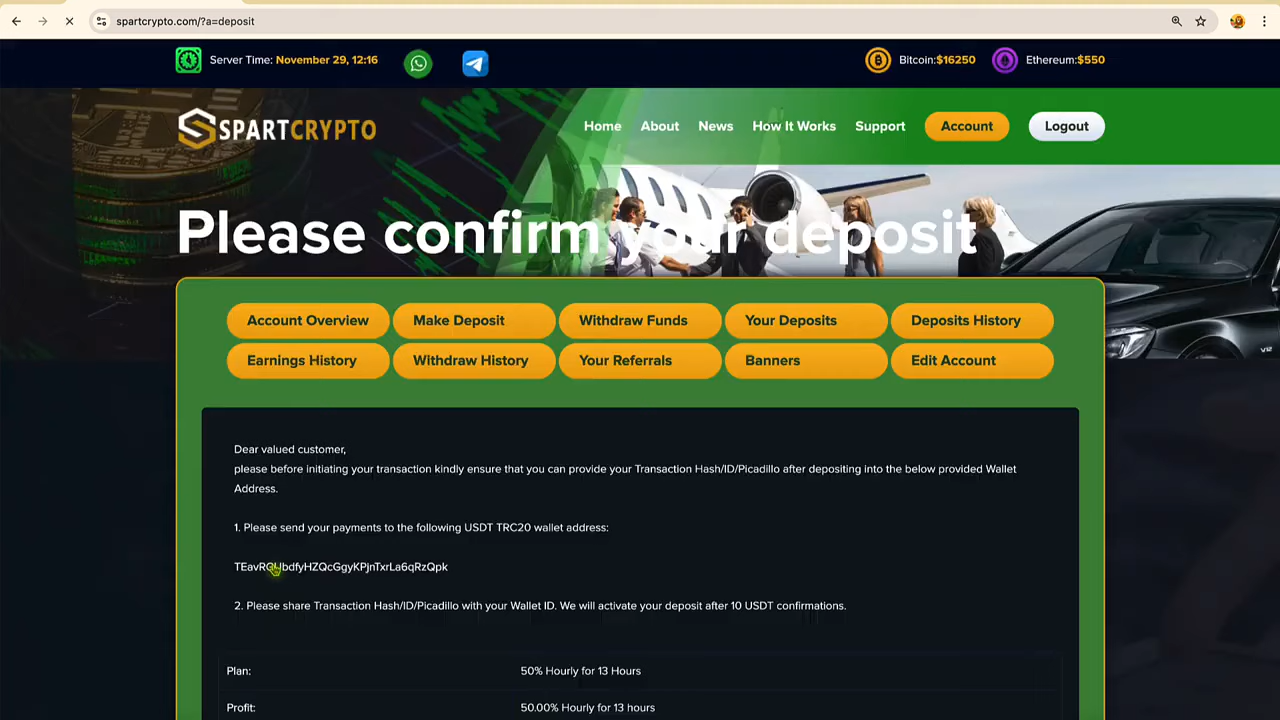 spartcrypto.com/?a=deposit
Server Time: November 29, 12:16
Bitcoin:$16250
Ethereum:$550
SPARTCRYPTO
Home
About
News
How It Works
Support
Account
Logout
Please confirm your deposit
Account Overview
Make Deposit
Withdraw Funds
Your Deposits
Deposits History
Earnings History
Withdraw History
Your Referrals
Banners
Edit Account
Dear valued customer,
please before initiating your transaction kindly ensure that you can provide your Transaction Hash/ID/Picadillo after depositing into the below provided Wallet
Address.
1. Please send your payments to the following USDT TRC20 wallet address:
2. Please share Transaction Hash/ID/Picadillo with your Wallet ID. We will activate your deposit after 10 USDT confirmations.
Plan:
50% Hourly for 13 Hours
Profit:
50.00% Hourly for 13 hours